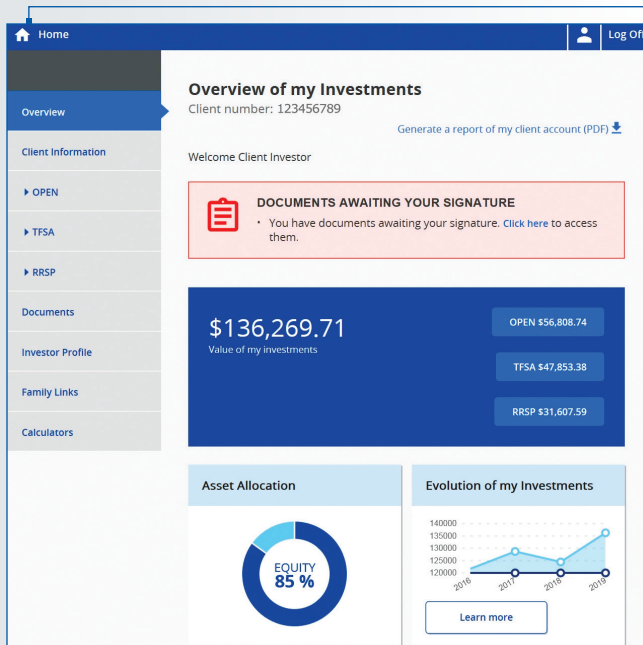 Home
Log Off
Overview
Client Information
OPEN
TFSA
RRSP
Documents
Investor Profile
Family Links
Calculators
Overview of my Investments
Client number: 123456789
Generate a report of my client account (PDF)
Welcome Client Investor
DOCUMENTS AWAITING YOUR SIGNATURE
• You have documents awaiting your signature. Click here to access
them.
$136,269.71
Value of my investments
OPEN $56,808.74
TFSA $47,853.38
RRSP $31,607.59
Asset Allocation
EQUITY
85 %
Evolution of my Investments
140000
135000
130000
125000
120000
2016 2017 2018 2019
Learn more